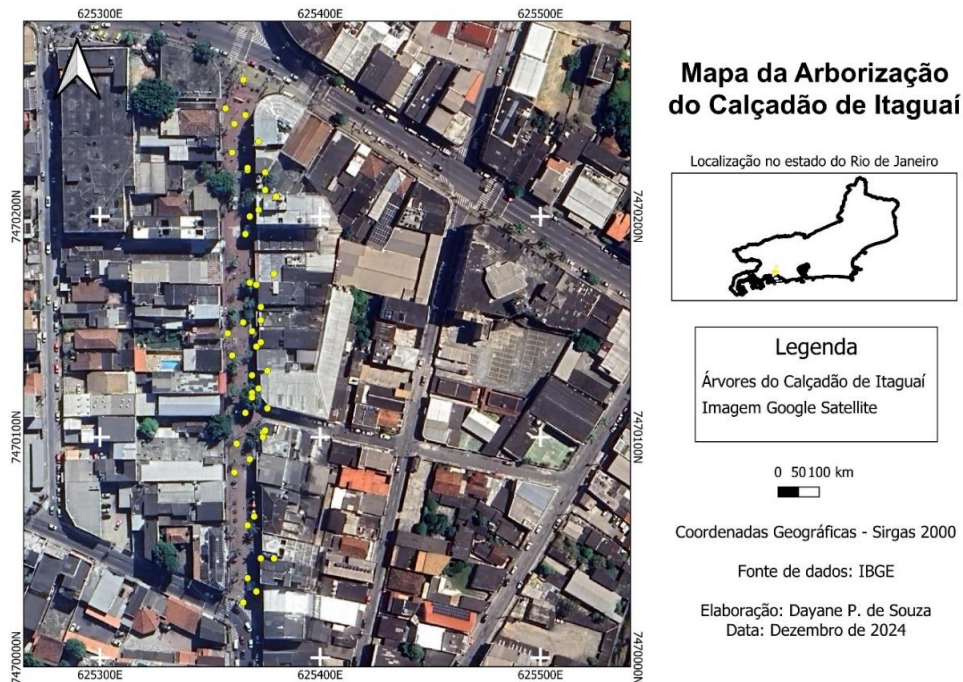 625300E
625400E
625500E
7470200N
7470200N
7470100N
7470100N
7470000N
7470000N
625300E
625400E
625500E
Mapa da Arborização
do Calçadão de Itaguaí
Localização no estado do Rio de Janeiro
Legenda
Árvores do Calçadão de Itaguaí
Imagem Google Satellite
0 50 100 km
Coordenadas Geográficas - Sirgas 2000
Fonte de dados: IBGE
Elaboração: Dayane P. de Souza
Data: Dezembro de 2024